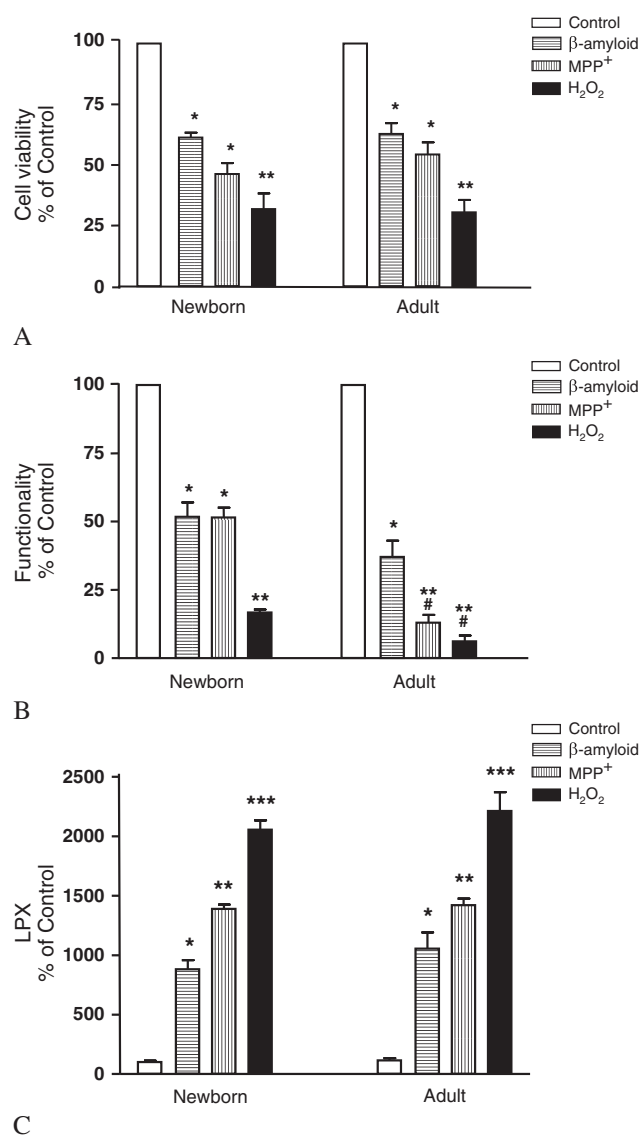 Control
β-amyloid
MPP+
H2O2
Cell viability
% of Control
100
75
50
25
0
* * **
* * **
Newborn Adult
A
Control
β-amyloid
MPP+
H2O2
Functionality
% of Control
100
75
50
25
0
* * **
* ** # ** #
Newborn Adult
B
Control
β-amyloid
MPP+
H2O2
LPX
% of Control
2500
2000
1500
1000
500
0
* ** ***
* ** ***
Newborn Adult
C